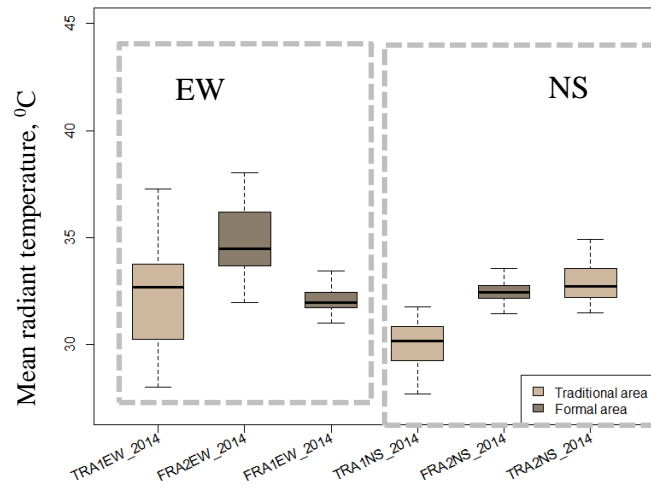 Mean radiant temperature, ⁰C
45
40
35
30
EW
NS
Traditional area
Formal area
TRA1EW_2014
FRA2EW_2014
FRA1EW_2014
TRA1NS_2014
FRA2NS_2014
TRA2NS_2014